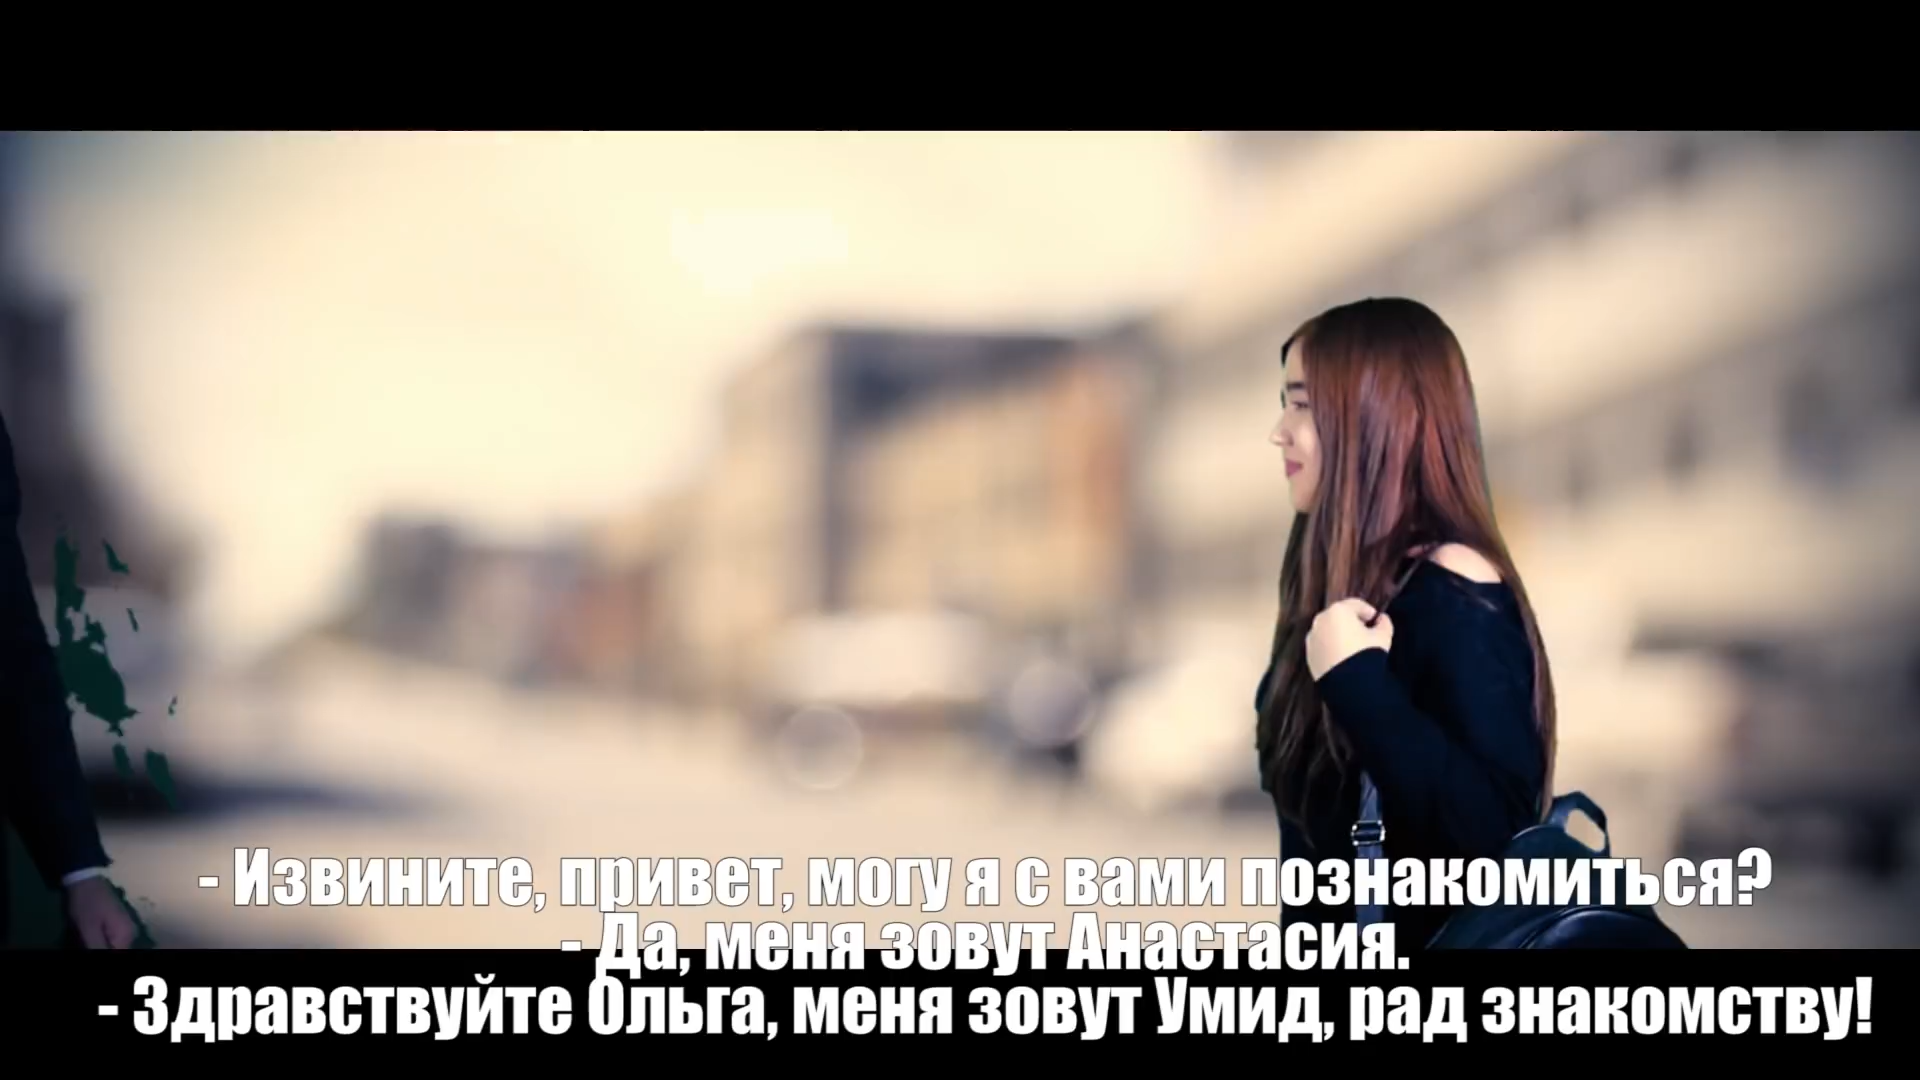 - Извините, привет, могу я с вами познакомиться?
- Да, меня зовут Анастасия.
- Здравствуйте Ольга, меня зовут Умид, рад знакомству!